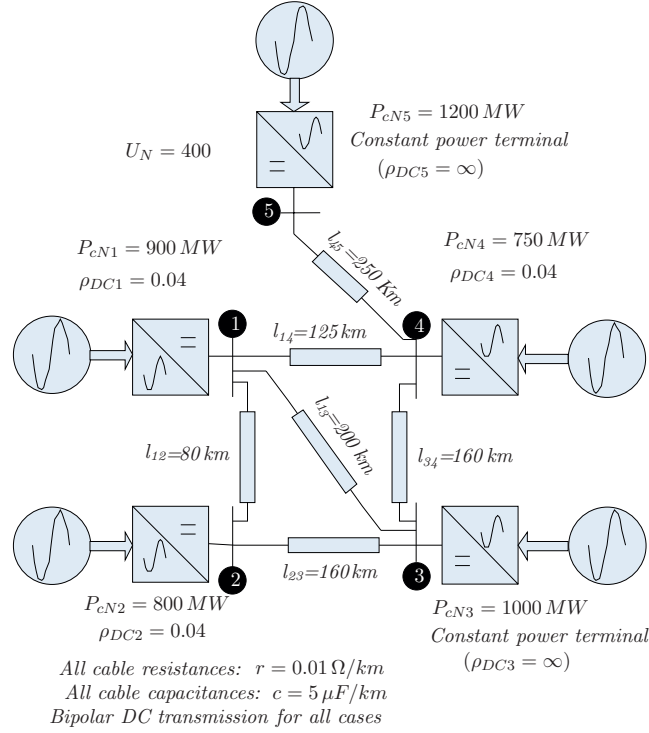 P_{cN5} = 1200 MW
Constant power terminal
(ρ_{DC5} = ∞)
U_N = 400
5
l_{45}=250 Km
P_{cN1} = 900 MW
ρ_{DC1} = 0.04
P_{cN4} = 750 MW
ρ_{DC4} = 0.04
1
4
l_{14}=125 km
l_{12}=80 km
l_{13}=200 km
l_{34}=160 km
2
3
l_{23}=160 km
P_{cN2} = 800 MW
ρ_{DC2} = 0.04
P_{cN3} = 1000 MW
Constant power terminal
(ρ_{DC3} = ∞)
All cable resistances: r = 0.01 Ω/km
All cable capacitances: c = 5 μF/km
Bipolar DC transmission for all cases